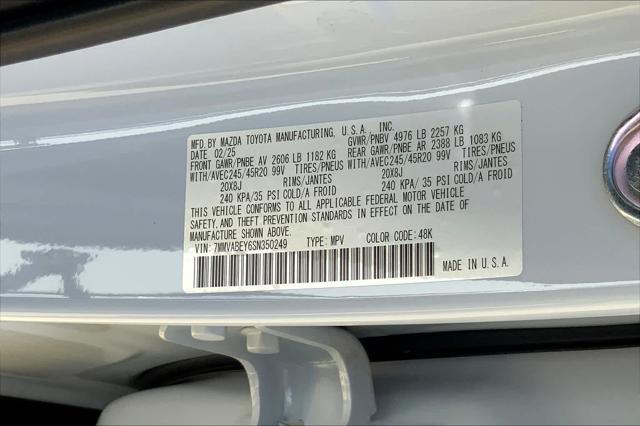 MFD. BY MAZDA TOYOTA MANUFACTURING, U.S.A., INC.
02/25 GVWR/PNBV 4976 LB 2257 KG
FRONT GAWR/PNBE AV 2606 LB 1182 KG REAR GAWR/PNBE AR 2388 LB 1083 KG
WITH/AVEC245/45R20 99V TIRES/PNEUS WITH/AVEC245/45R20 99V TIRES/PNEUS
20X8J RIMS/JANTES 20X8J RIMS/JANTES
240 KPA/35 PSI COLD/A FROID 240 KPA/ 35 PSI COLD/A FROID
THIS VEHICLE CONFORMS TO ALL APPLICABLE FEDERAL MOTOR VEHICLE
SAFETY, AND THEFT PREVENTION STANDARDS IN EFFECT ON THE DATE OF
MANUFACTURE SHOWN ABOVE.
VIN: 7MMVABEY6SN350249 TYPE: MPV COLOR CODE: 48K
MADE IN U.S.A.